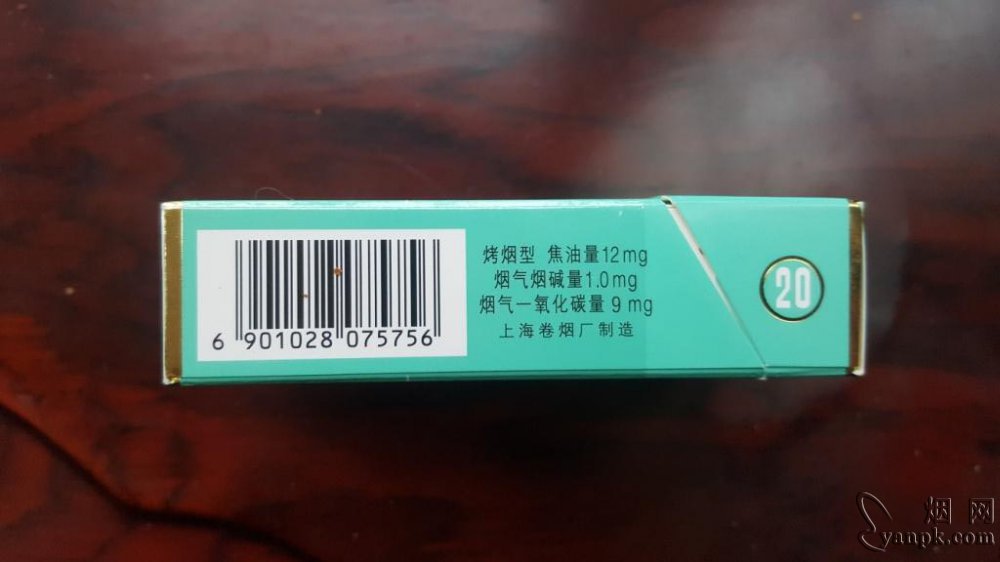 烤烟型 焦油量12mg
烟气烟碱量1.0mg
烟气一氧化碳量 9 mg
上海卷烟厂制造
6 901028 075756
20
烟网
yanpk.com